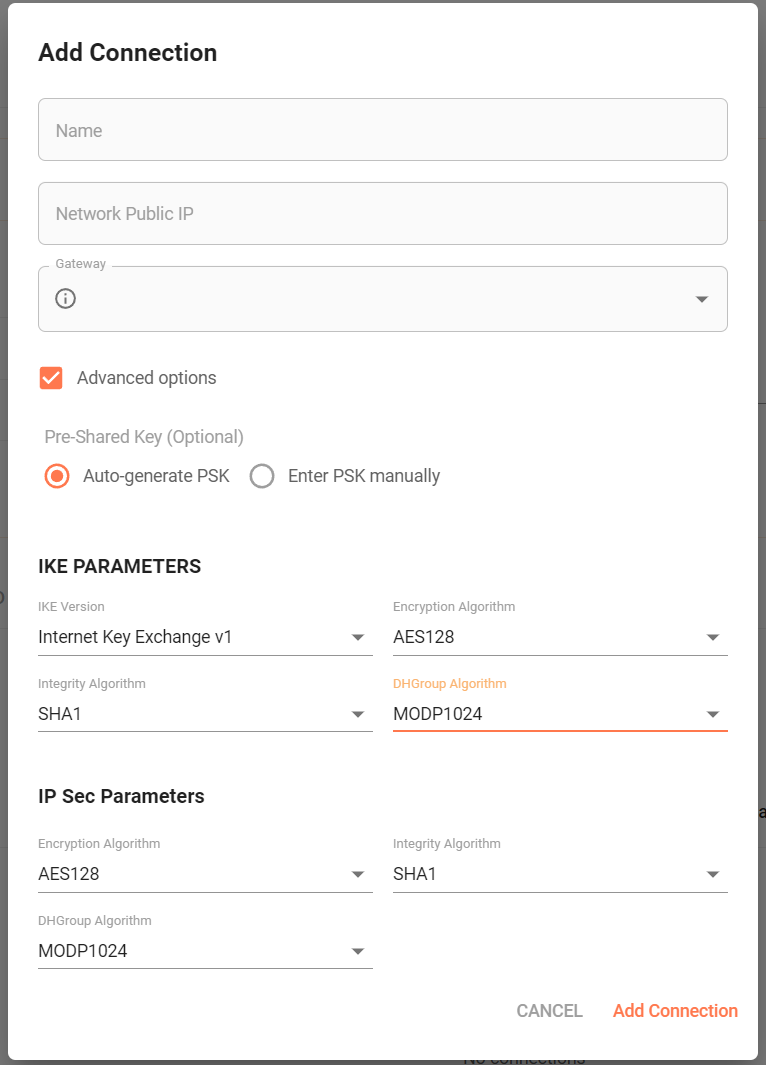 Add Connection
Name
Network Public IP
Gateway
Advanced options
Pre-Shared Key (Optional)
Auto-generate PSK Enter PSK manually
IKE PARAMETERS
IKE Version Encryption Algorithm
Internet Key Exchange v1 AES128
Integrity Algorithm DHGroup Algorithm
SHA1 MODP1024
IP Sec Parameters
Encryption Algorithm Integrity Algorithm
AES128 SHA1
DHGroup Algorithm
MODP1024
CANCEL Add Connection